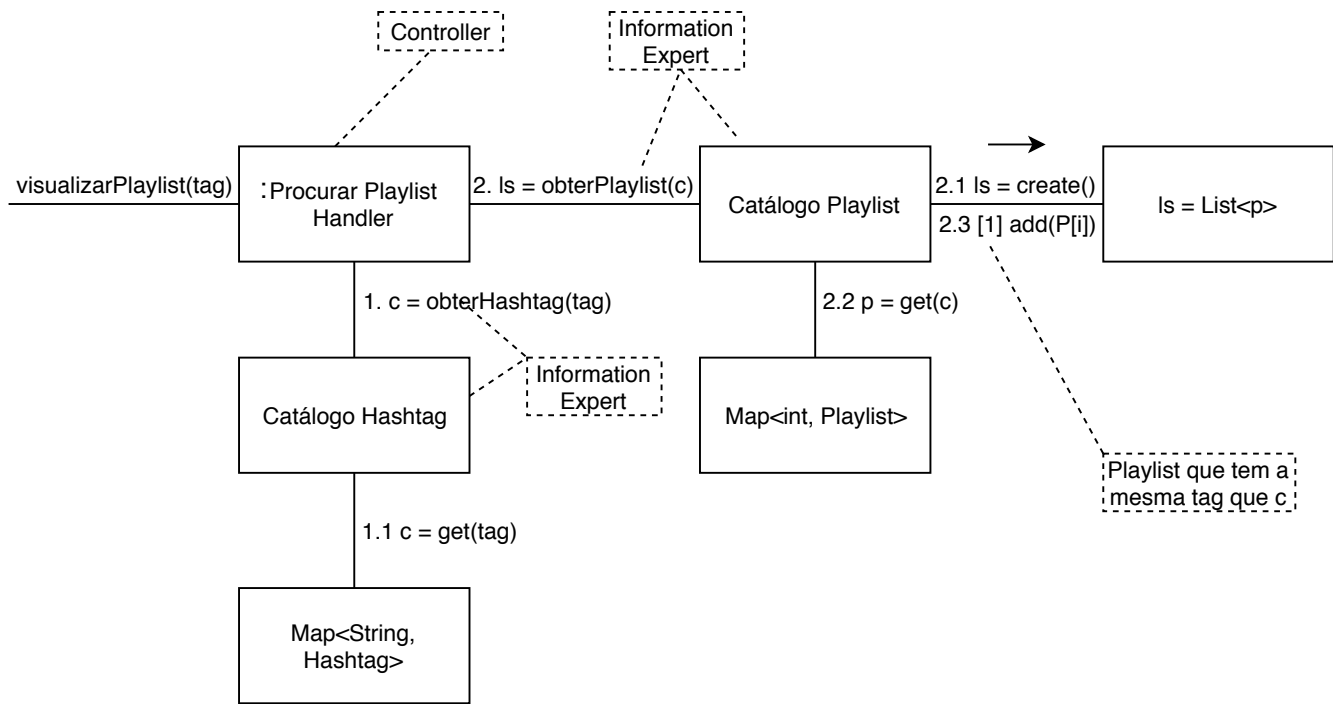 Controller
Information
Expert
visualizarPlaylist(tag)
:Procurar Playlist
Handler
2. ls = obterPlaylist(c)
Catálogo Playlist
2.1 ls = create()
2.3 [1] add(P[i])
ls = List<p>
1. c = obterHashtag(tag)
2.2 p = get(c)
Catálogo Hashtag
Information
Expert
Map<int, Playlist>
Playlist que tem a
mesma tag que c
1.1 c = get(tag)
Map<String,
Hashtag>